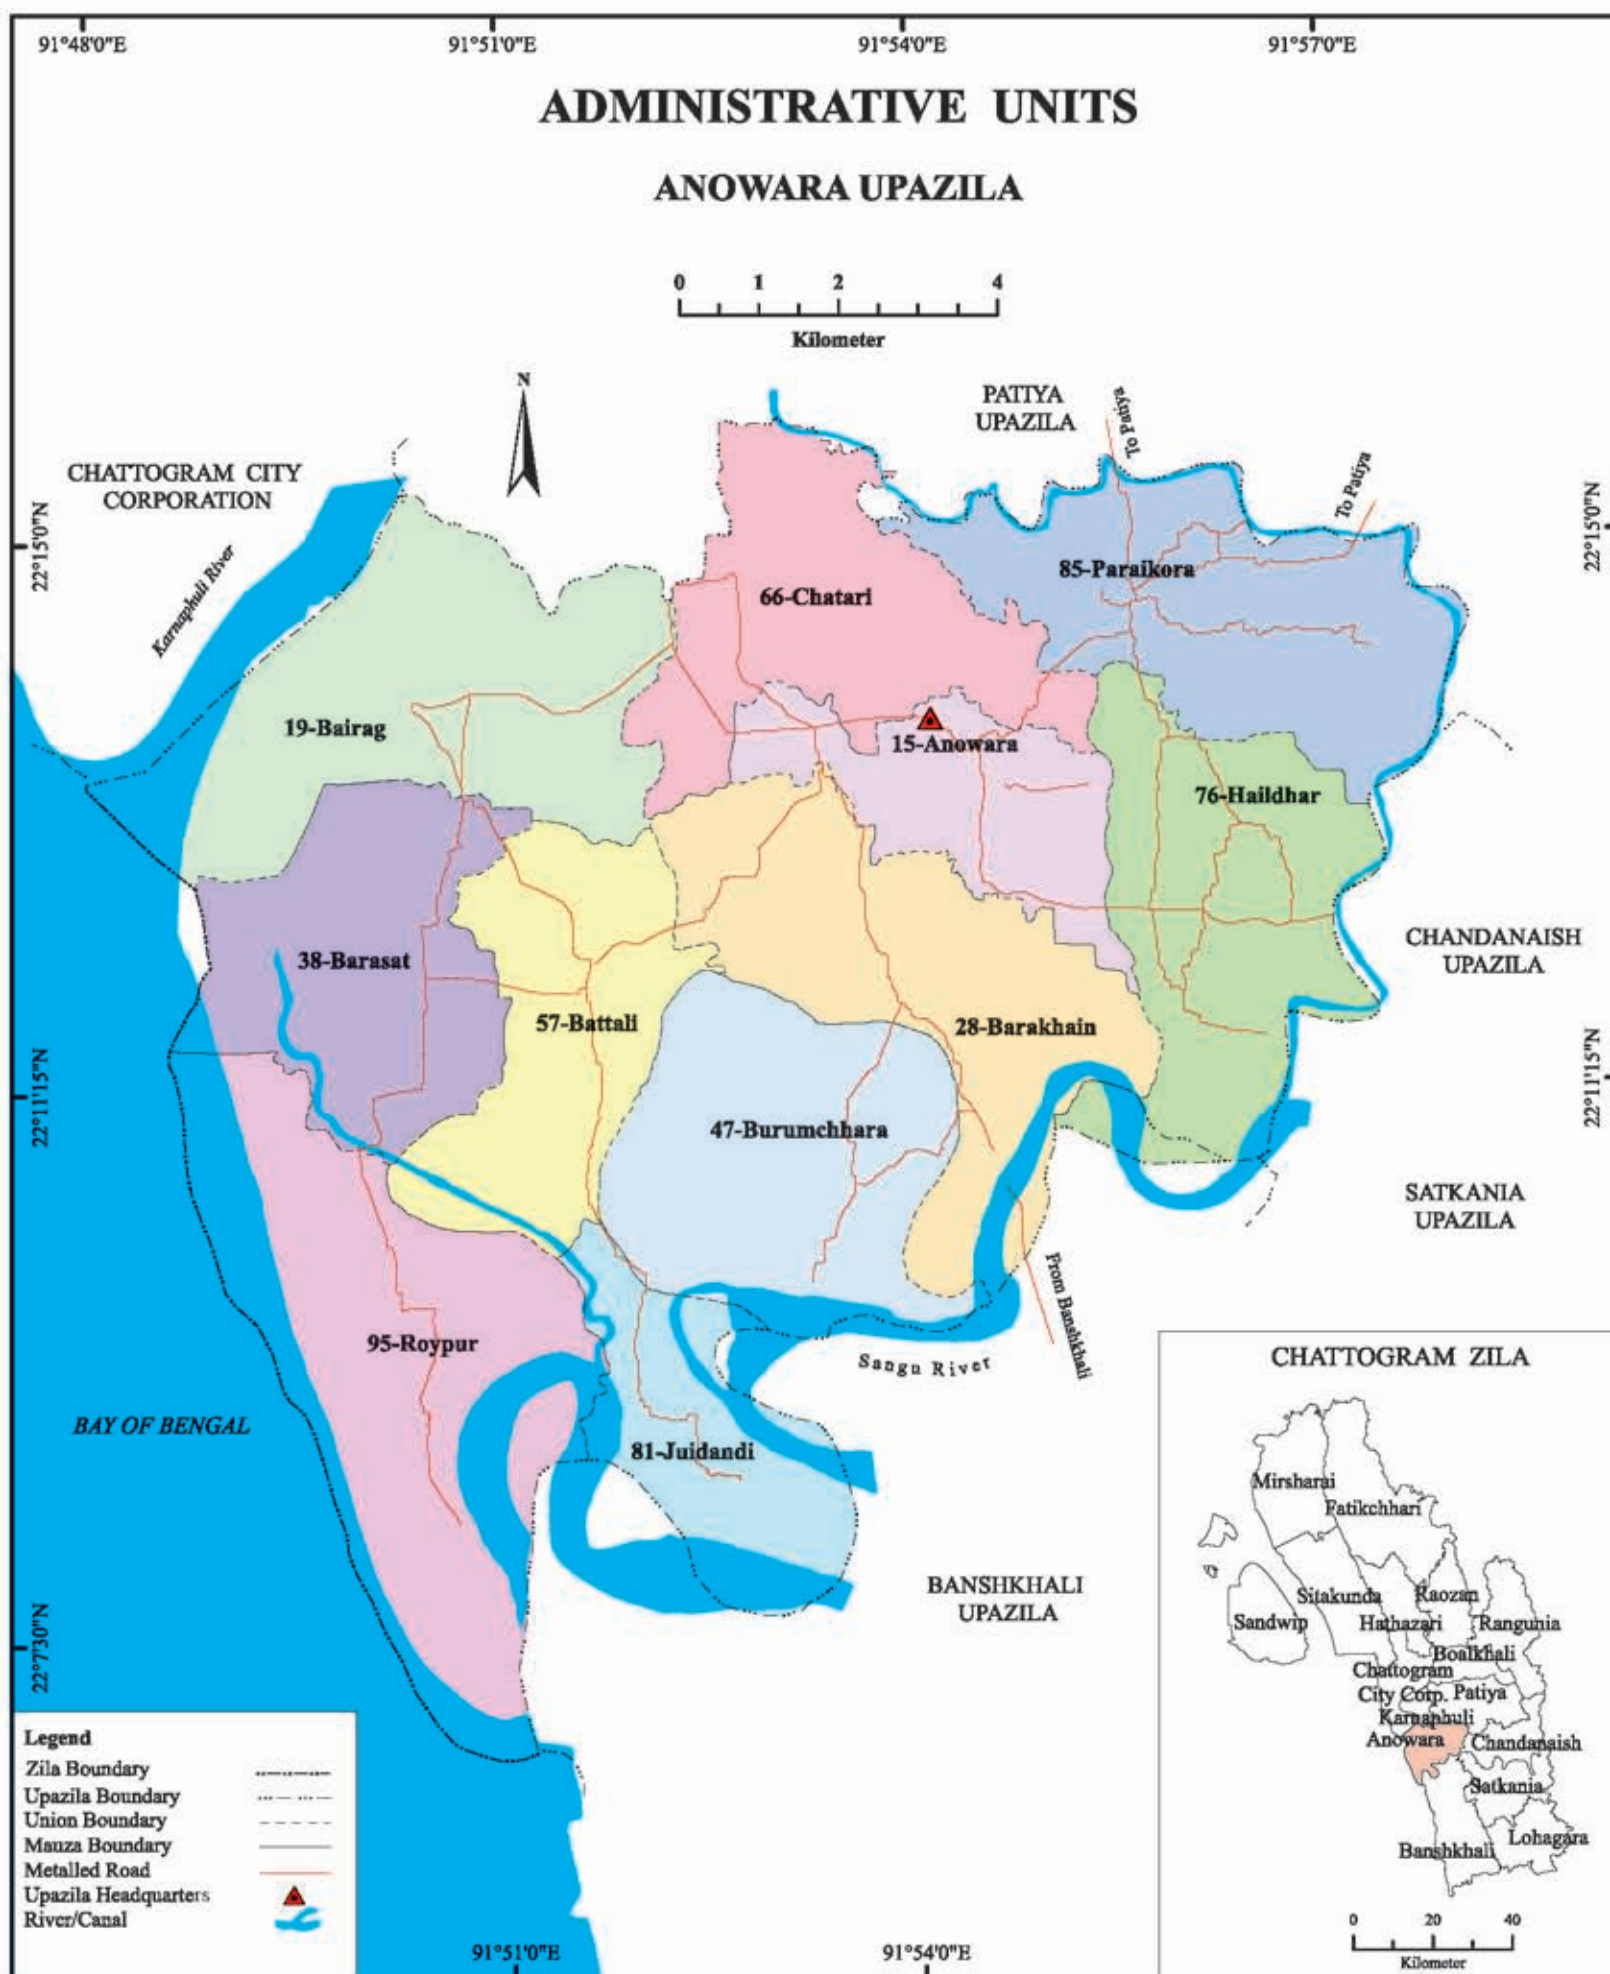 91°48'0"E
91°51'0"E
91°54'0"E
91°57'0"E
ADMINISTRATIVE UNITS
ANOWARA UPAZILA
0 1 2 4
Kilometer
N
PATIYA
UPAZILA
To Patiya
To Patiya
CHATTOGRAM CITY
CORPORATION
Karnaphuli River
22°15'0"N
22°15'0"N
85-Paraikora
66-Chatari
19-Bairag
15-Anowara
76-Haildhar
CHANDANAISH
UPAZILA
38-Barasat
57-Battali
28-Barakhain
22°11'15"N
22°11'15"N
47-Burumchhara
SATKANIA
UPAZILA
From Banshkhali
95-Roypur
Sangu River
BAY OF BENGAL
81-Juidandi
BANSHKHALI
UPAZILA
22°7'30"N
Legend
Zila Boundary
Upazila Boundary
Union Boundary
Mauza Boundary
Metalled Road
Upazila Headquarters
River/Canal
91°51'0"E
91°54'0"E
CHATTOGRAM ZILA
Mirsharai
Fatikchhari
Sitakunda
Raozan
Sandwip
Hathazari
Rangunia
Boalkhali
Chattogram
City Corp.
Patiya
Karnaphuli
Anowara
Chandanaish
Satkania
Banshkhali
Lohagara
0 20 40
Kilometer